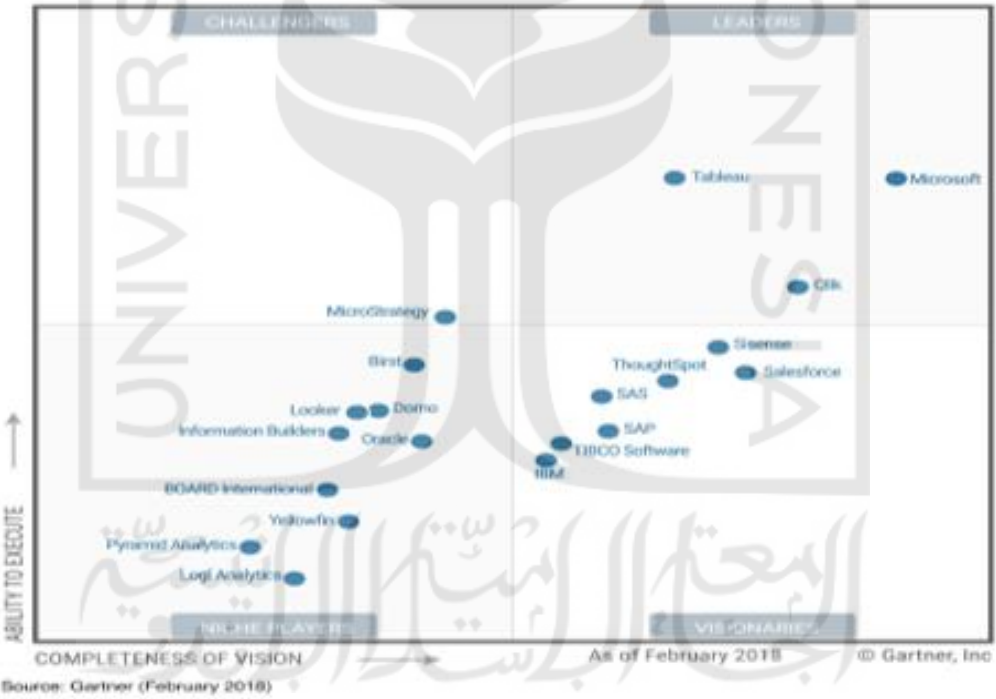 CHALLENGERS
LEADERS
Tableau
Microsoft
Qlik
MicroStrategy
Sisense
Birst
ThoughtSpot
Salesforce
SAS
Looker
Domo
Information Builders
Oracle
SAP
TIBCO Software
IBM
BOARD International
Yellowfin
Pyramid Analytics
Logi Analytics
NICHE PLAYERS
VISIONARIES
ABILITY TO EXECUTE
COMPLETENESS OF VISION
As of February 2018
© Gartner, Inc
Source: Gartner (February 2018)
UNIVERS
ONESIA